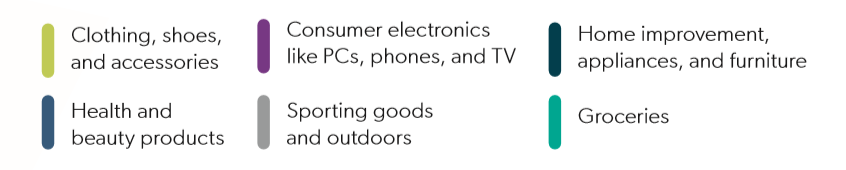 Clothing, shoes,
and accessories
Consumer electronics
like PCs, phones, and TV
Home improvement,
appliances, and furniture
Health and
beauty products
Sporting goods
and outdoors
Groceries